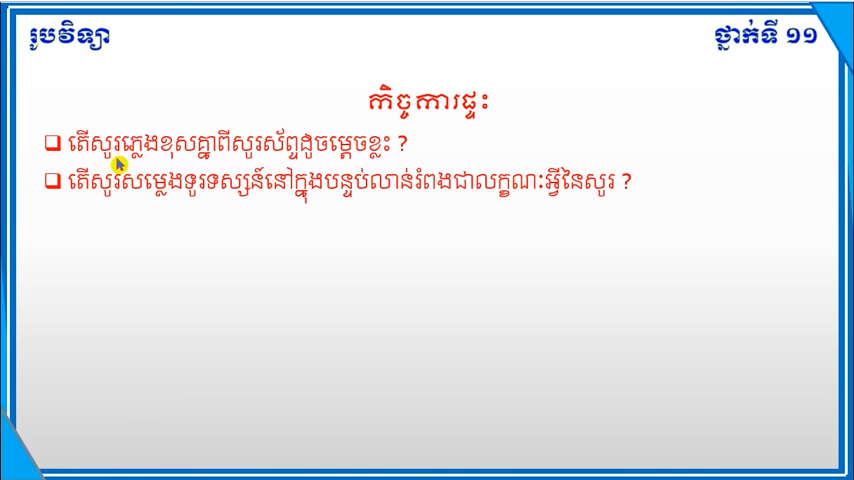 រូបវិទ្យា
ថ្នាក់ទី ១១
កិច្ចការផ្ទះ
❑ តើសូរភ្លេងខុសគ្នាពីសូរស័ព្ទដូចម្តេចខ្លះ ?
❑ តើសូរសម្លេងទូរទស្សន៍នៅក្នុងបន្ទប់លាន់រំពងជាលក្ខណៈអ្វីនៃសូរ ?